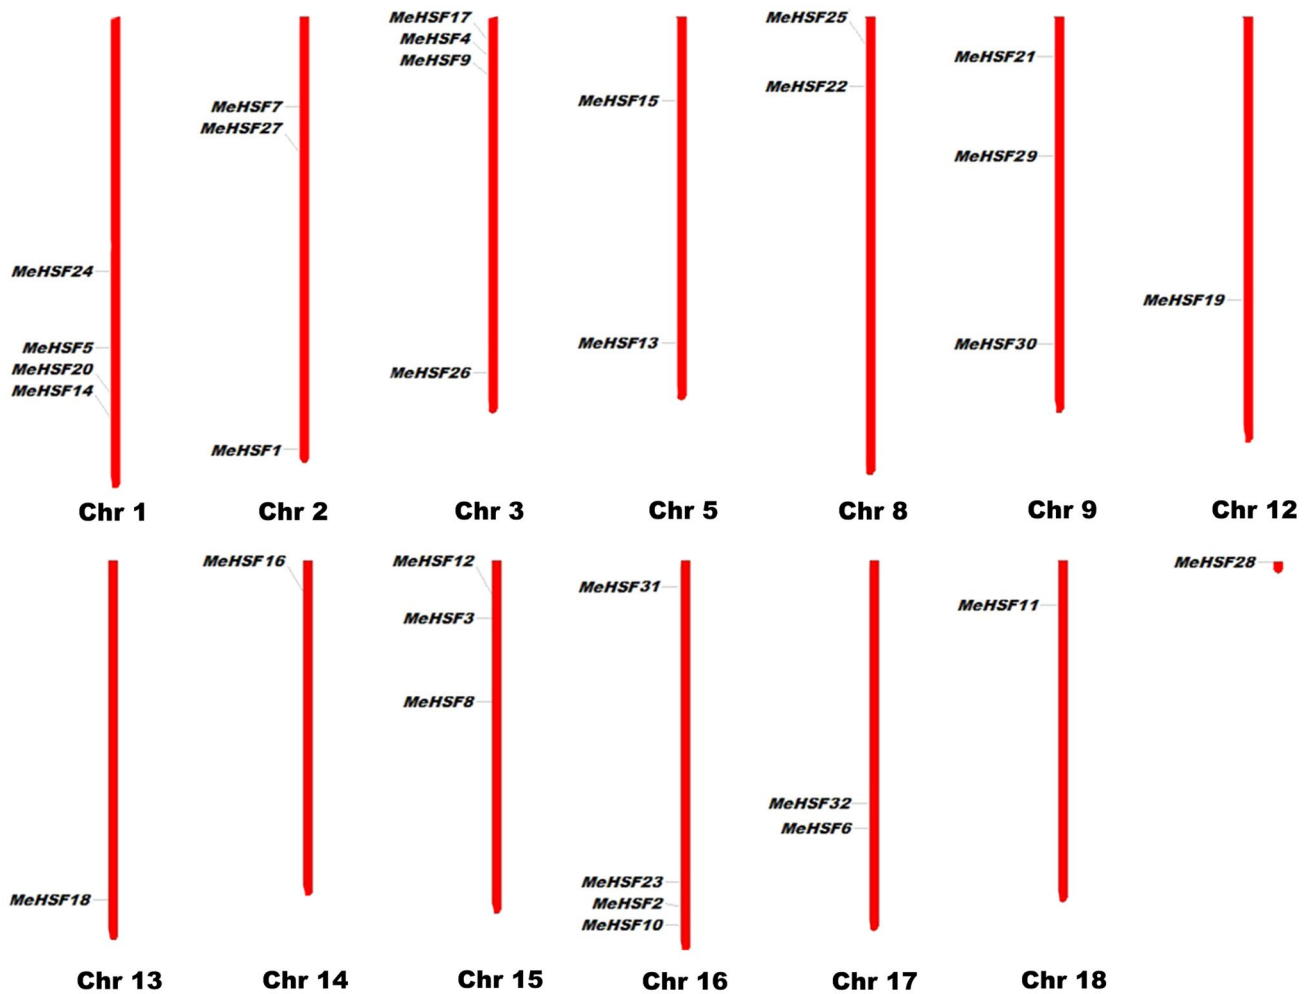 MeHSF24
MeHSF5
MeHSF20
MeHSF14
Chr 1
MeHSF7
MeHSF27
MeHSF1
Chr 2
MeHSF17
MeHSF4
MeHSF9
MeHSF26
Chr 3
MeHSF15
MeHSF13
Chr 5
MeHSF25
MeHSF22
Chr 8
MeHSF21
MeHSF29
MeHSF30
Chr 9
MeHSF19
Chr 12
MeHSF18
Chr 13
MeHSF16
Chr 14
MeHSF12
MeHSF3
MeHSF8
Chr 15
MeHSF31
MeHSF23
MeHSF2
MeHSF10
Chr 16
MeHSF32
MeHSF6
Chr 17
MeHSF11
Chr 18
MeHSF28